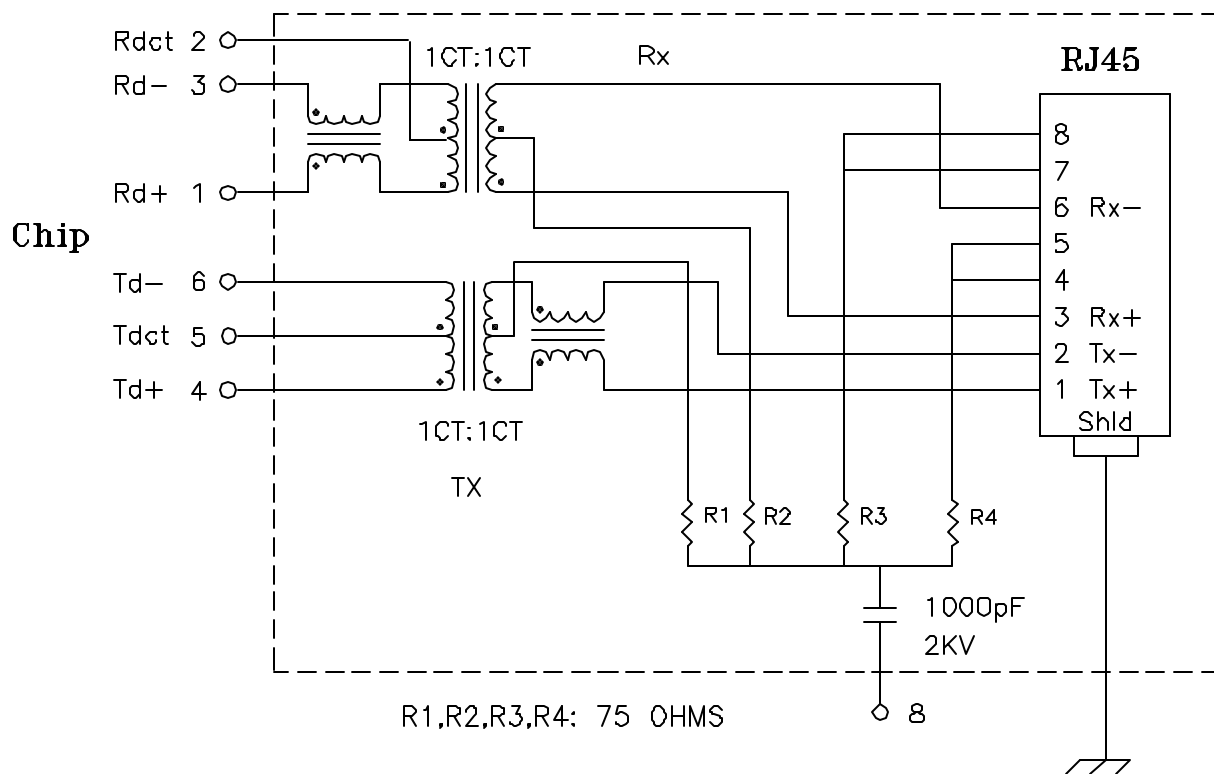 Rdct 2
1CT:1CT
Rx
RJ45
Rd- 3
8
7
Rd+ 1
6 Rx-
Chip
5
Td- 6
4
3 Rx+
Tdct 5
2 Tx-
Td+ 4
1 Tx+
Shld
1CT:1CT
TX
R1
R2
R3
R4
1000pF
2KV
R1,R2,R3,R4: 75 OHMS
8